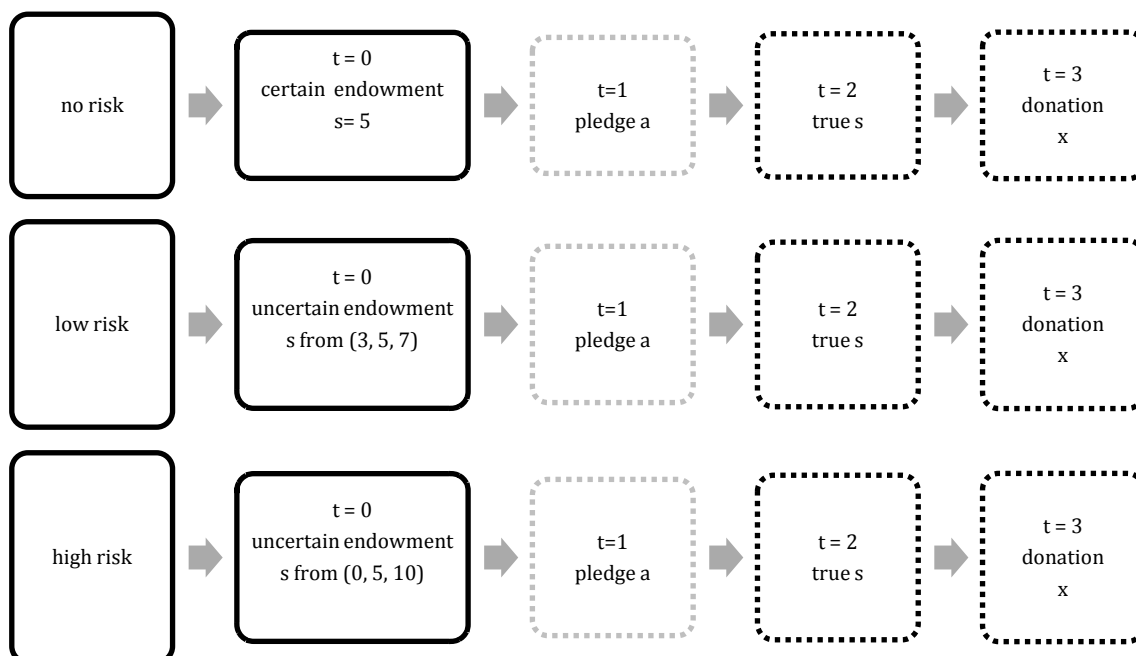 no risk
t = 0
certain endowment
s= 5
t=1
pledge a
t = 2
true s
t = 3
donation
x
low risk
t = 0
uncertain endowment
s from (3, 5, 7)
t=1
pledge a
t = 2
true s
t = 3
donation
x
high risk
t = 0
uncertain endowment
s from (0, 5, 10)
t=1
pledge a
t = 2
true s
t = 3
donation
x